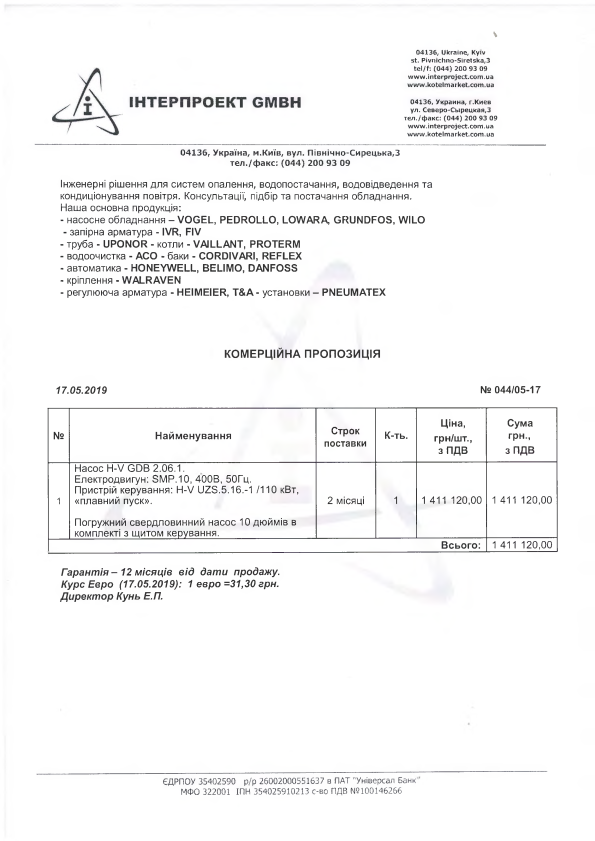 04136, Ukraine, Kyiv
st. Pivnichno-Siretska,3
tel/f: (044) 200 93 09
www.interproject.com.ua
www.kotelmarket.com.ua
04136, Украина, г.Киев
ул. Северо-Сырецкая,3
тел./факс: (044) 200 93 09
www.interproject.com.ua
www.kotelmarket.com.ua
i
ІНТЕРПРОЕКТ GMBH
04136, Україна, м.Київ, вул. Північно-Сирецька,3
тел./факс: (044) 200 93 09
Інженерні рішення для систем опалення, водопостачання, водовідведення та
кондиціонування повітря. Консультації, підбір та постачання обладнання.
Наша основна продукція:
- насосне обладнання – VOGEL, PEDROLLO, LOWARA, GRUNDFOS, WILO
- запірна арматура - IVR, FIV
- труба - UPONOR - котли - VAILLANT, PROTERM
- водоочистка - ACO - баки - CORDIVARI, REFLEX
- автоматика - HONEYWELL, BELIMO, DANFOSS
- кріплення - WALRAVEN
- регулююча арматура - HEIMEIER, T&A - установки – PNEUMATEX
КОМЕРЦІЙНА ПРОПОЗИЦІЯ
17.05.2019 № 044/05-17
№ Найменування Строк поставки К-ть. Ціна, грн/шт., з ПДВ Сума грн., з ПДВ
Насос H-V GDB 2.06.1.
Електродвигун: SMP.10, 400В, 50Гц.
Пристрій керування: H-V UZS.5.16.-1 /110 кВт,
1 «плавний пуск». 2 місяці 1 1 411 120,00 1 411 120,00
Погружний свердловинний насос 10 дюймів в
комплекті з щитом керування.
Всього: 1 411 120,00
Гарантія – 12 місяців від дати продажу.
Курс Евро (17.05.2019): 1 евро =31,30 грн.
Директор Кунь Е.П.
ЄДРПОУ 35402590 р/р 26002000551637 в ПАТ "Універсал Банк"
МФО 322001 ІПН 354025910213 с-во ПДВ №100146266